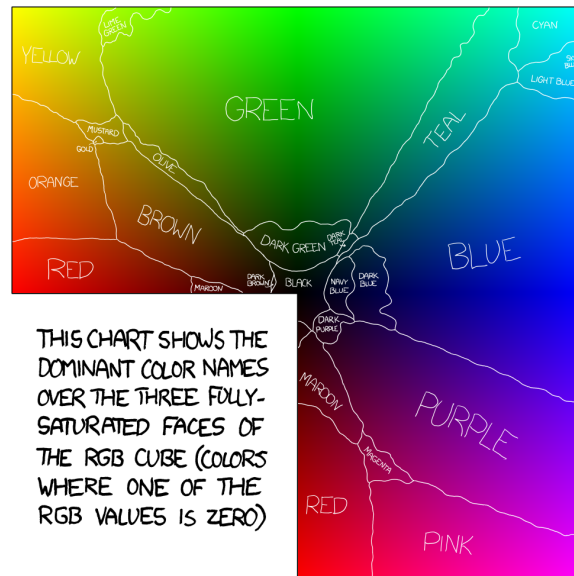 LIME
GREEN
CYAN
YELLOW
SKY
BLUE
LIGHT BLUE
GREEN
TEAL
MUSTARD
GOLD
OLIVE
ORANGE
BROWN
DARK GREEN
DARK
TEAL
BLUE
RED
MAROON
DARK
BROWN
BLACK
NAVY
BLUE
DARK
BLUE
DARK
PURPLE
THIS CHART SHOWS THE
DOMINANT COLOR NAMES
OVER THE THREE FULLY-
SATURATED FACES OF
THE RGB CUBE (COLORS
WHERE ONE OF THE
RGB VALUES IS ZERO)
MAROON
PURPLE
MAGENTA
RED
PINK